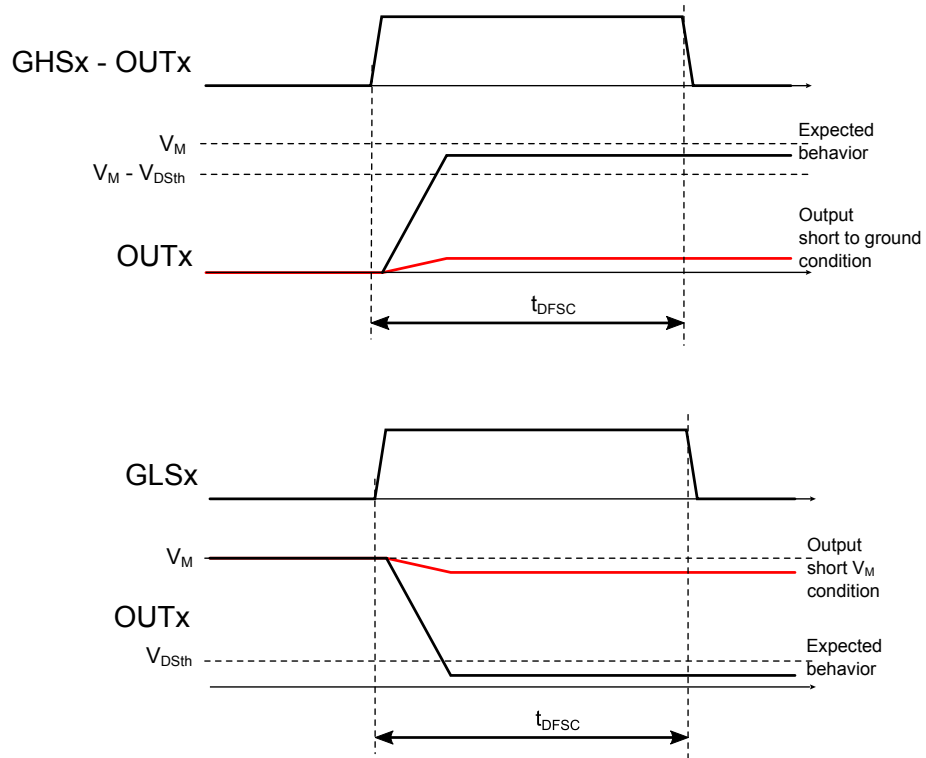 GHSx - OUTx
V_M
Expected
behavior
V_M - V_DSth
Output
short to ground
condition
OUTx
t_DFSC
GLSx
V_M
Output
short V_M
condition
OUTx
V_DSth
Expected
behavior
t_DFSC